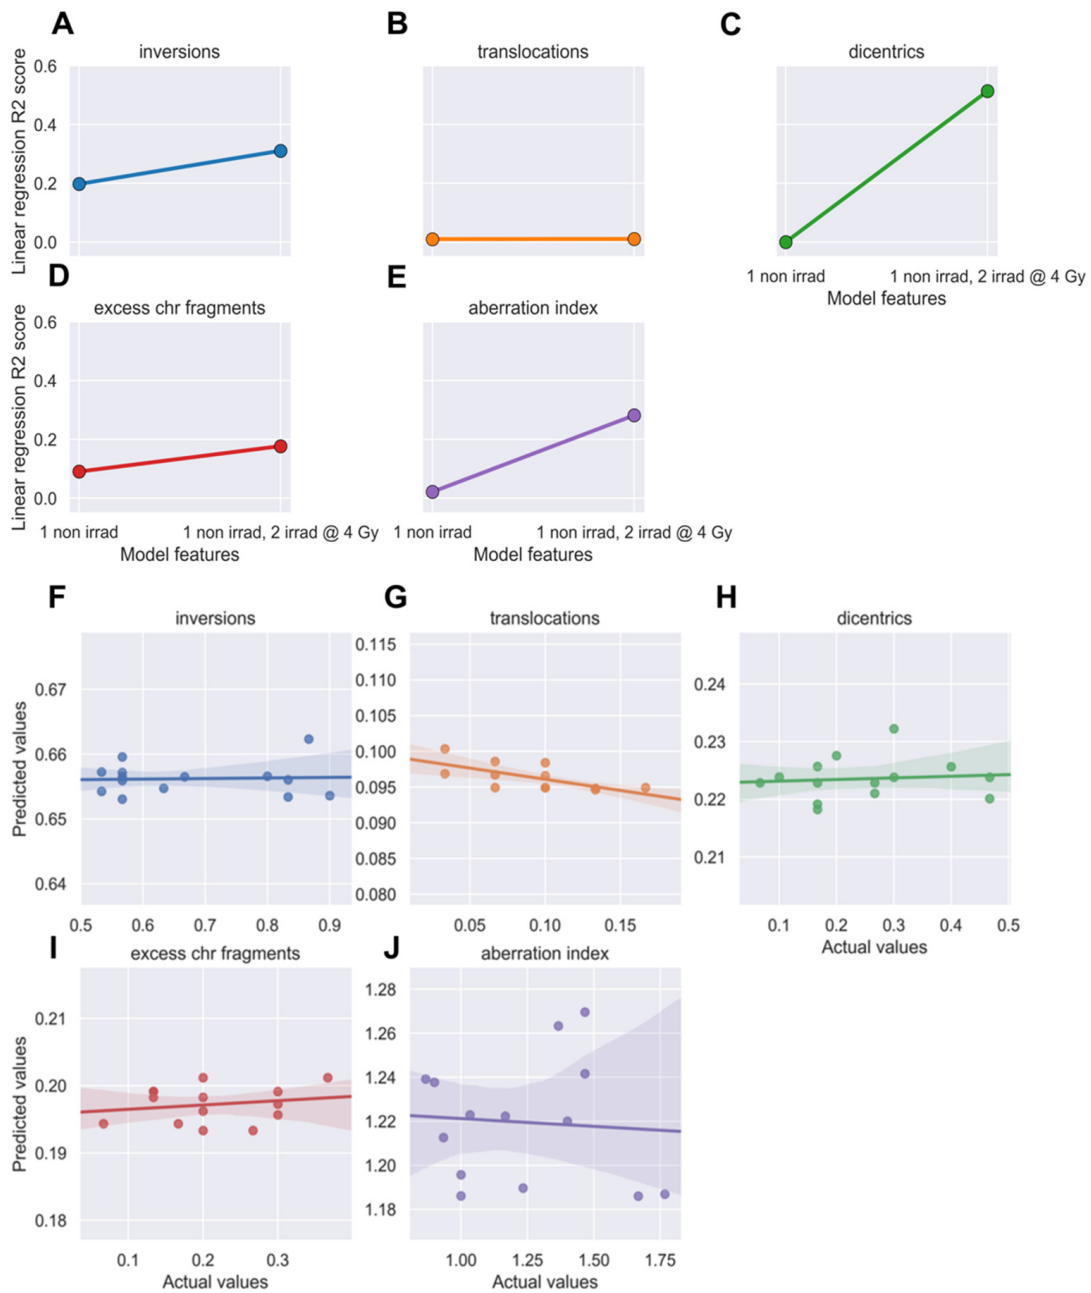 A
B
C
inversions
translocations
dicentrics
Linear regression R2 score
0.6
0.4
0.2
0.0
1 non irrad
1 non irrad, 2 irrad @ 4 Gy
Model features
D
E
excess chr fragments
aberration index
Linear regression R2 score
0.6
0.4
0.2
0.0
1 non irrad
1 non irrad, 2 irrad @ 4 Gy
Model features
1 non irrad
1 non irrad, 2 irrad @ 4 Gy
Model features
F
G
H
inversions
translocations
dicentrics
Predicted values
0.67
0.66
0.65
0.64
0.5 0.6 0.7 0.8 0.9
0.115
0.110
0.105
0.100
0.095
0.090
0.085
0.080
0.05 0.10 0.15
0.24
0.23
0.22
0.21
0.1 0.2 0.3 0.4 0.5
Actual values
I
J
excess chr fragments
aberration index
Predicted values
0.21
0.20
0.19
0.18
0.1 0.2 0.3
Actual values
1.28
1.26
1.24
1.22
1.20
1.18
1.00 1.25 1.50 1.75
Actual values